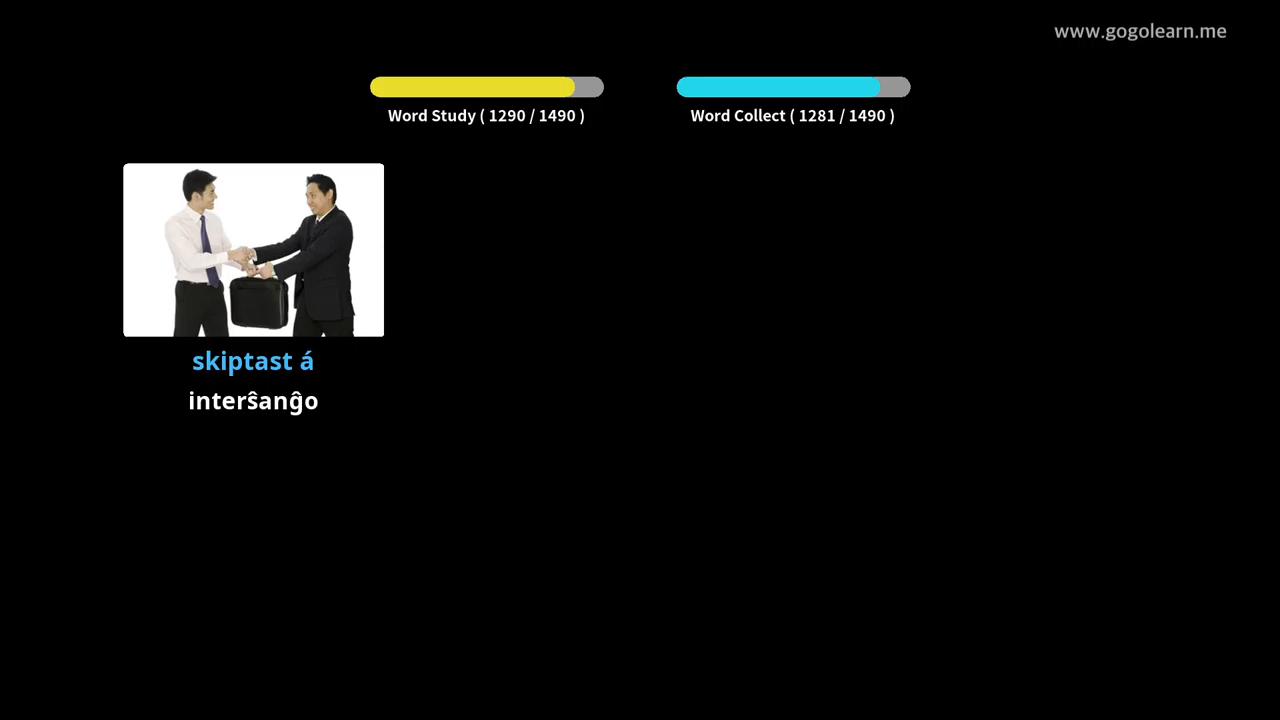 www.gogolearn.me
Word Study ( 1290 / 1490 )
Word Collect ( 1281 / 1490 )
skiptast á
interŝanĝo